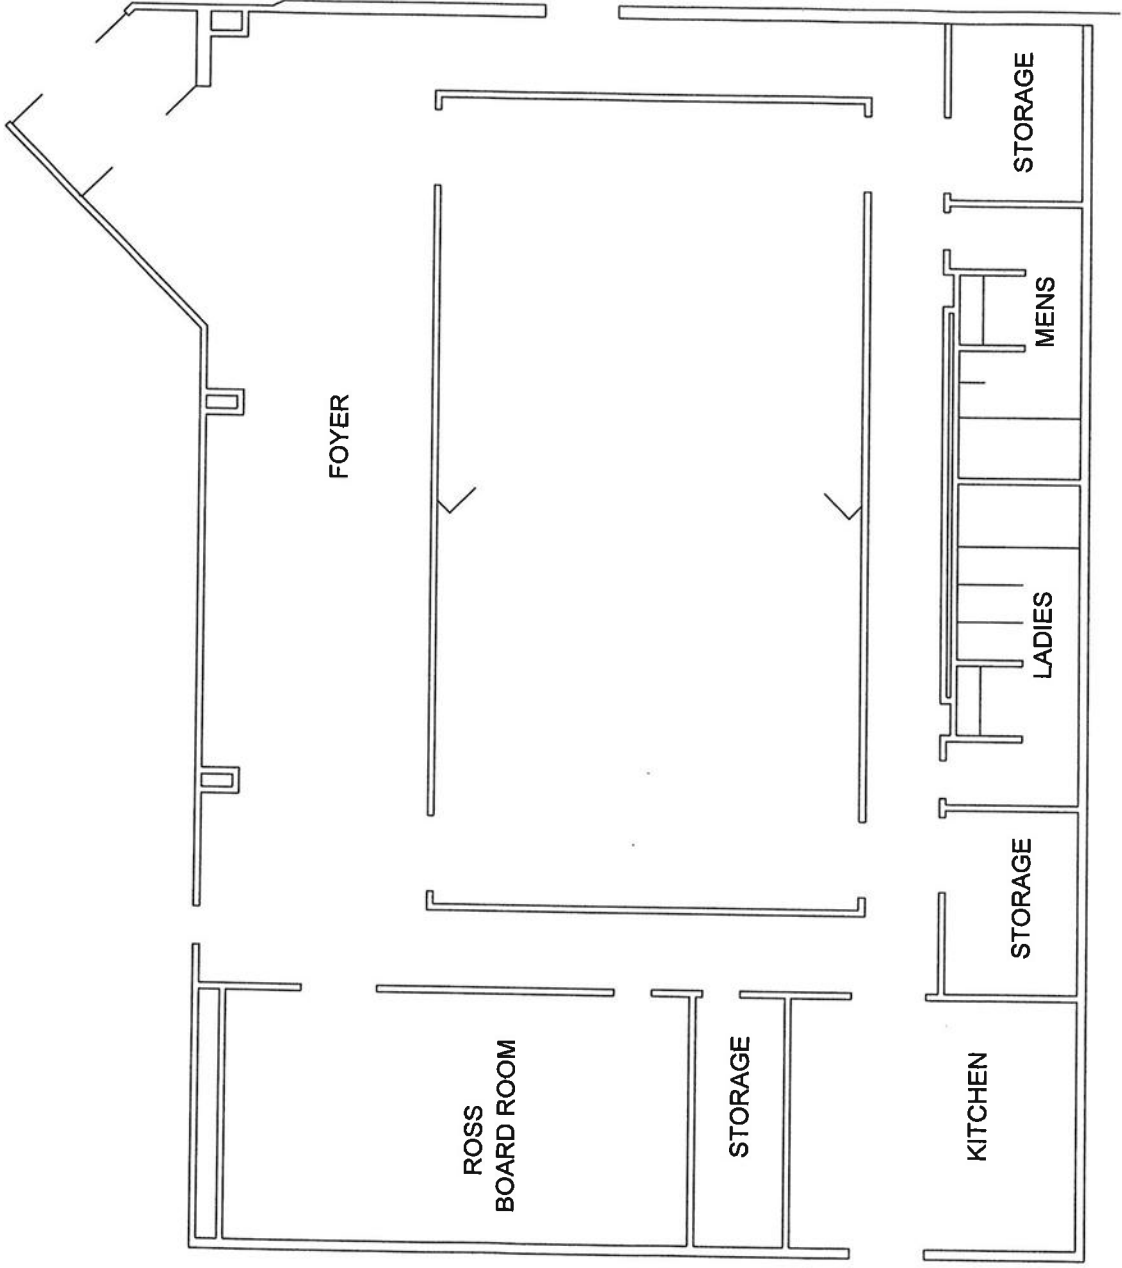 STORAGE
MENS
FOYER
LADIES
STORAGE
ROSS
BOARD ROOM
STORAGE
KITCHEN